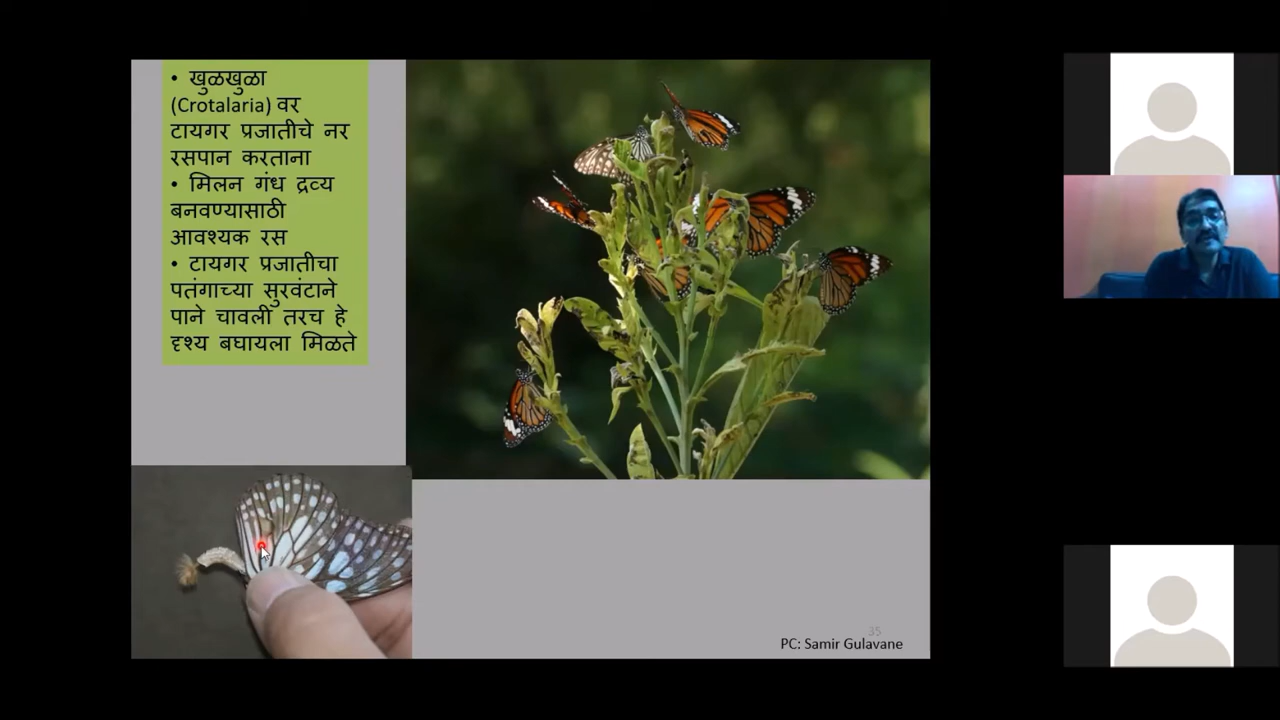 • खुळखुळा
(Crotalaria) वर
टायगर प्रजातीचे नर
रसपान करताना
• मिलन गंध द्रव्य
बनवण्यासाठी
आवश्यक रस
• टायगर प्रजातीचा
पतंगाच्या सुरवंटाने
पाने चावली तरच हे
दृश्य बघायला मिळते
35
PC: Samir Gulavane